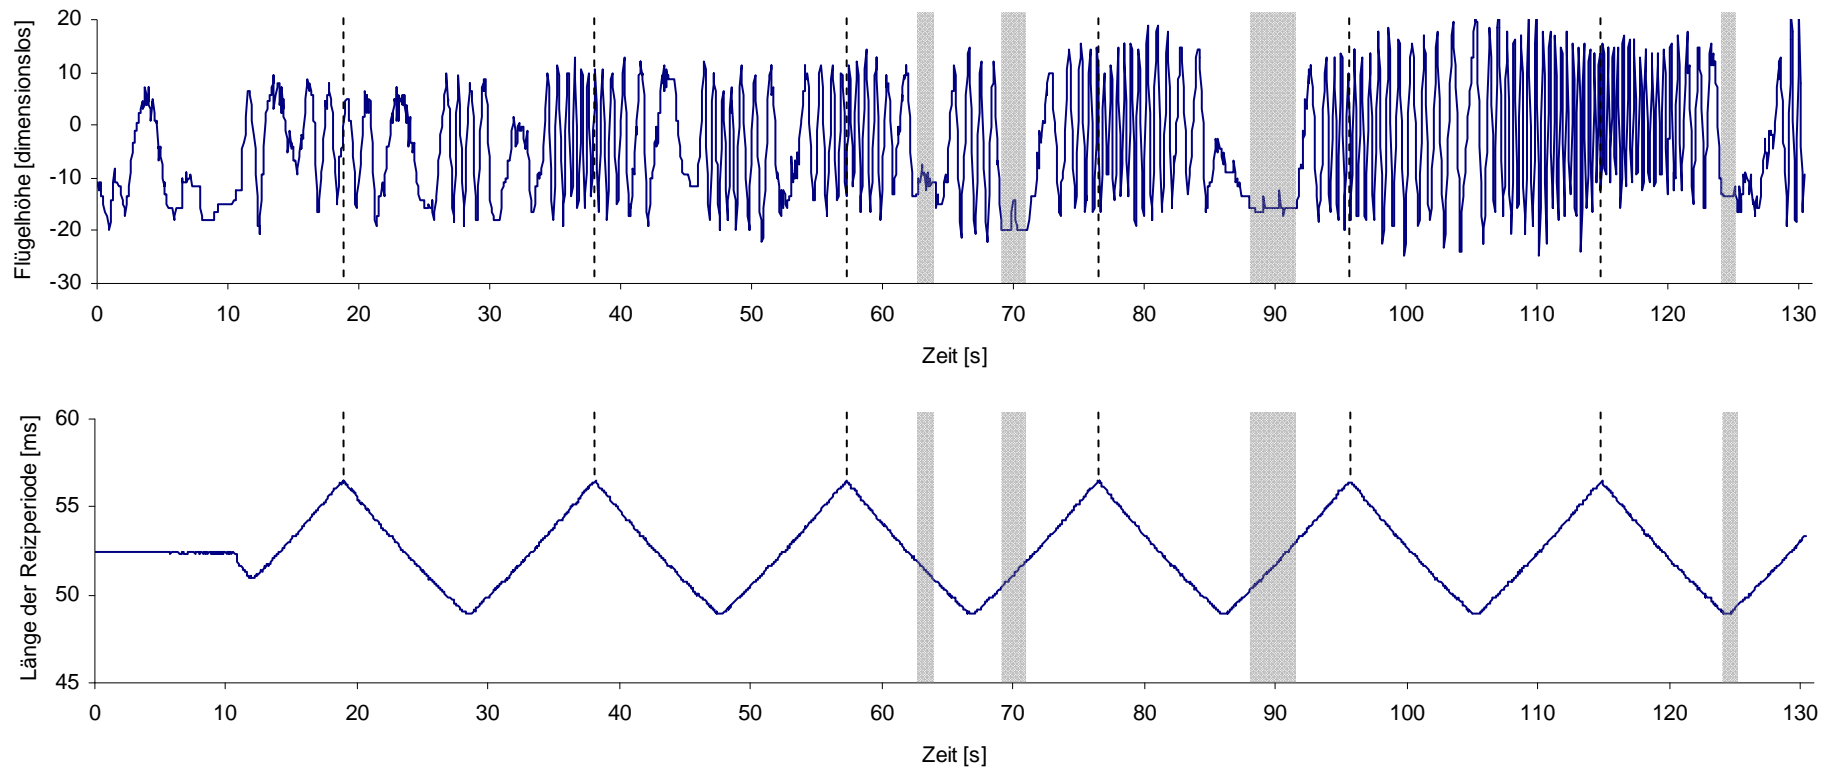 Flügelhöhe [dimensionslos]
20
10
0
-10
-20
-30
0 10 20 30 40 50 60 70 80 90 100 110 120 130
Zeit [s]
Länge der Reizperiode [ms]
60
55
50
45
0 10 20 30 40 50 60 70 80 90 100 110 120 130
Zeit [s]